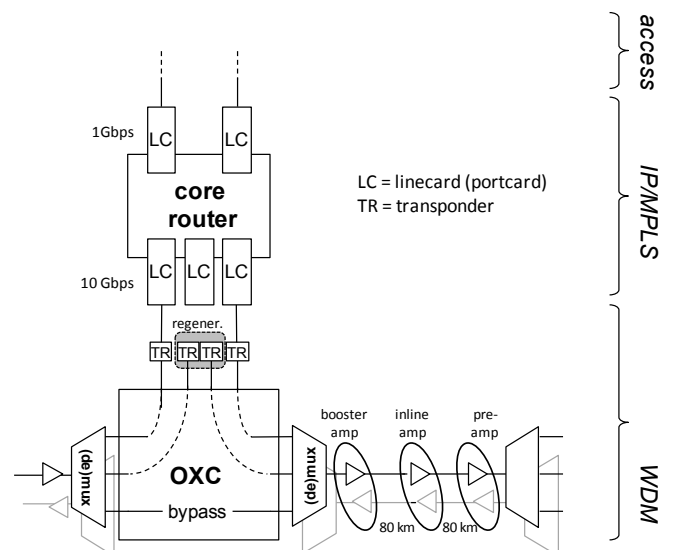 access
1Gbps
LC
LC
core
router
LC = linecard (portcard)
TR = transponder
IP/MPLS
10 Gbps
LC
LC
LC
regener.
TR
TR
TR
TR
booster
amp
inline
amp
pre-
amp
(de)mux
OXC
(de)mux
bypass
80 km
80 km
WDM